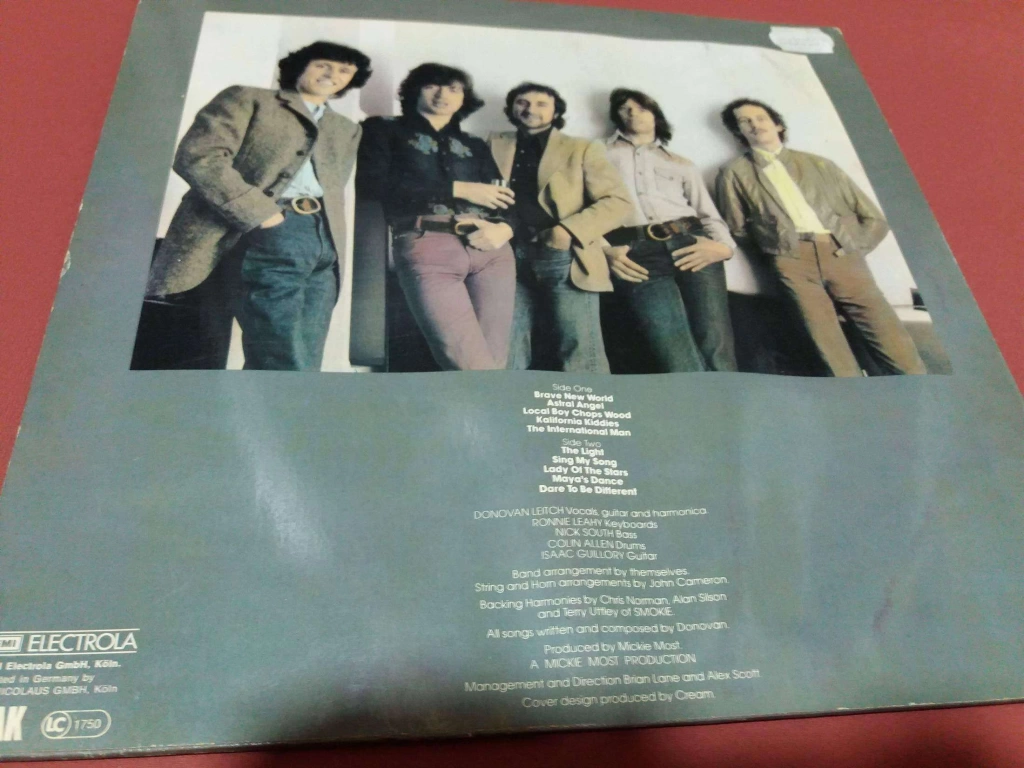 Side One
Brave New World
Astral Angel
Local Boy Chops Wood
Kalifornia Kiddies
The International Man
Side Two
The Light
Sing My Song
Lady Of The Stars
Maya's Dance
Dare To Be Different
DONOVAN LEITCH Vocals, guitar and harmonica.
RONNIE LEAHY Keyboards
NICK SOUTH Bass
COLIN ALLEN Drums
ISAAC GUILLORY Guitar
Band arrangement by themselves.
String and Horn arrangements by John Cameron.
Backing Harmonies by Chris Norman, Alan Silson
and Terry Uttley of SMOKIE.
All songs written and composed by Donovan.
Produced by Mickie Most.
A MICKIE MOST PRODUCTION
Management and Direction Brian Lane and Alex Scott
Cover design produced by Cream.
EMI ELECTROLA
I Electrola GmbH, Köln.
ted in Germany by
NICOLAUS GMBH, Köln
AK LC 1750